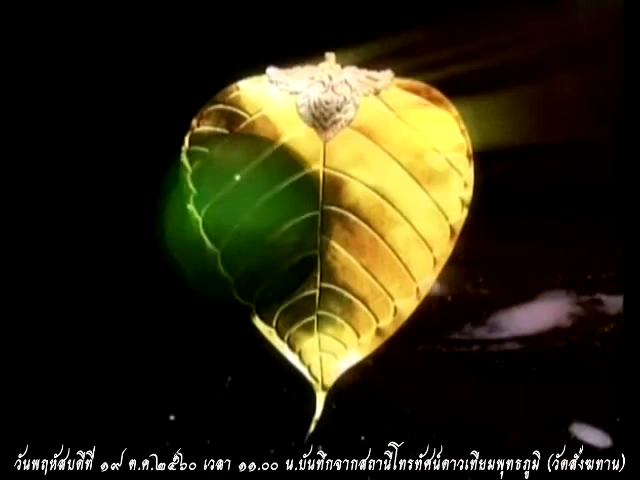 วันพฤหัสบดีที่ ๑๙ ต.ค.๒๕๖๐ เวลา ๑๑.๐๐ น.บันทึกจากสถานีโทรทัศน์ดาวเทียมพุทธภูมิ (วัดสังฆทาน)